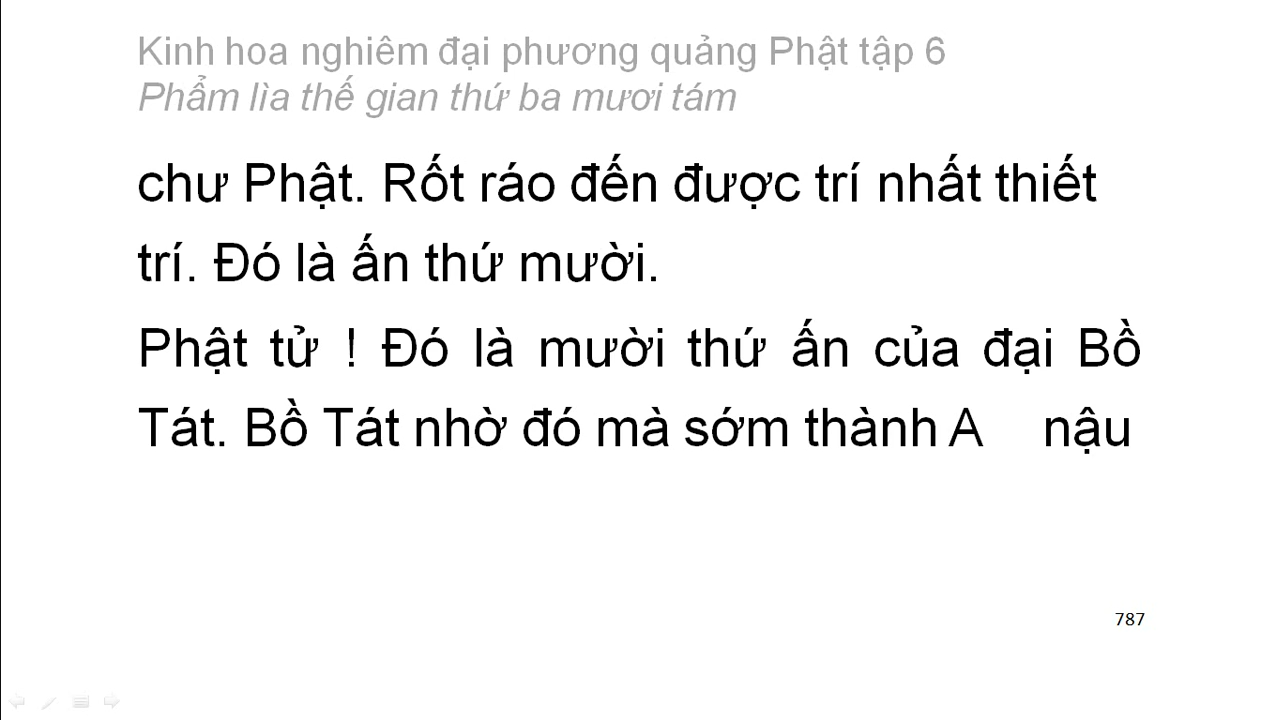 Kinh hoa nghiêm đại phương quảng Phật tập 6
Phẩm lìa thế gian thứ ba mươi tám
chư Phật. Rốt ráo đến được trí nhất thiết
trí. Đó là ấn thứ mười.
Phật tử ! Đó là mười thứ ấn của đại Bồ
Tát. Bồ Tát nhờ đó mà sớm thành A nậu
787